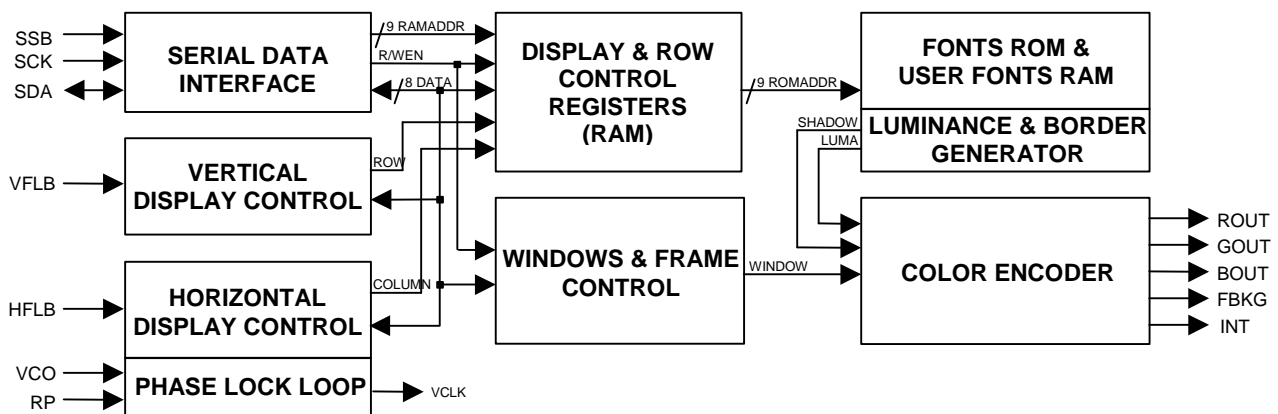 SSB
SCK
SDA
SERIAL DATA
INTERFACE
9 RAMADDR
R/WEN
8 DATA
DISPLAY & ROW
CONTROL
REGISTERS
(RAM)
9 ROMADDR
FONTS ROM &
USER FONTS RAM
SHADOW
LUMA
LUMINANCE & BORDER
GENERATOR
VFLB
VERTICAL
DISPLAY CONTROL
ROW
WINDOWS & FRAME
CONTROL
WINDOW
COLOR ENCODER
ROUT
GOUT
BOUT
FBKG
INT
HFLB
HORIZONTAL
DISPLAY CONTROL
COLUMN
VCO
RP
PHASE LOCK LOOP
VCLK